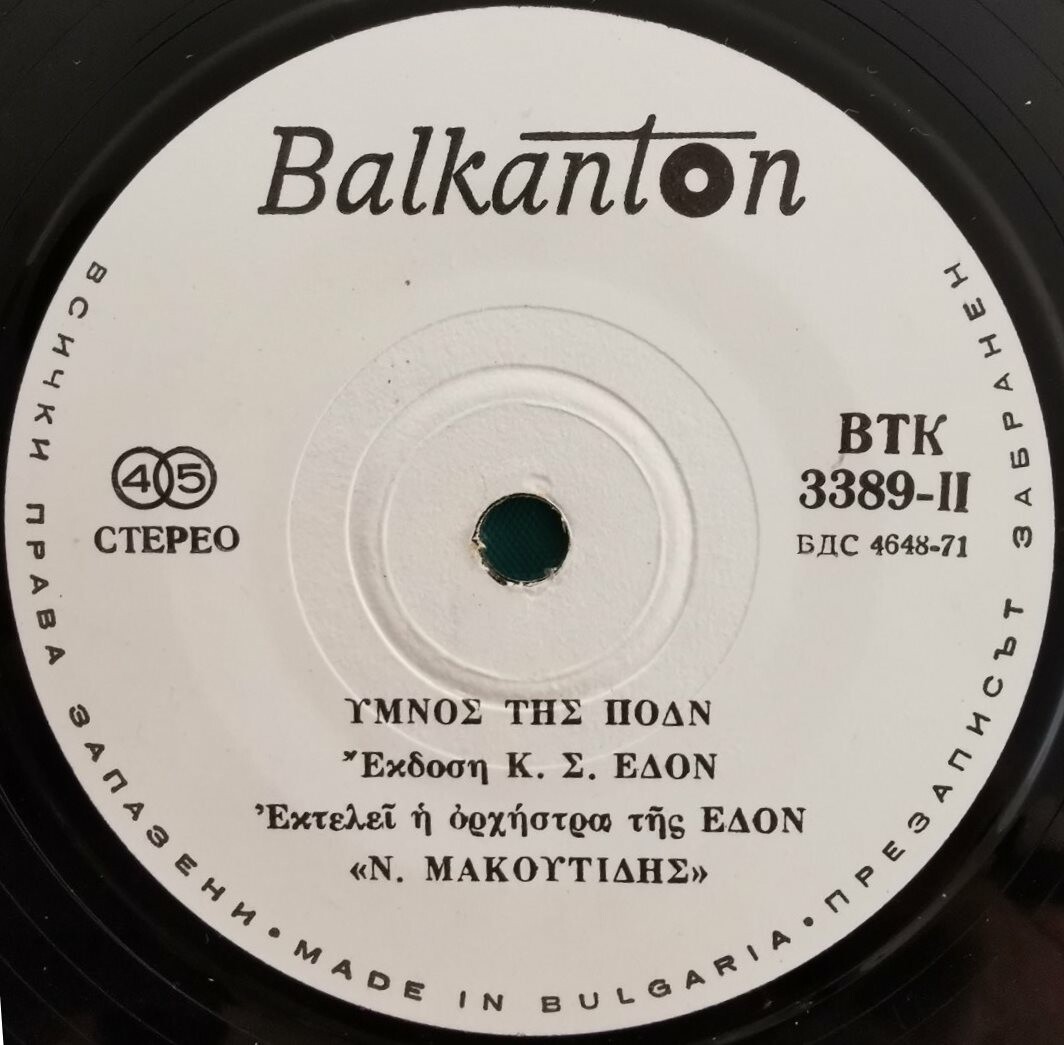 Balkanton
45
СТЕРЕО
ВТК
3389-II
БДС 4648-71
ΥΜΝΟΣ ΤΗΣ ΠΟΔΝ
Ἔκδοση Κ. Σ. ΕΔΟΝ
Ἐκτελεῖ ἡ ὀρχήστρα τῆς ΕΔΟΝ
«Ν. ΜΑΚΟΥΤΙΔΗΣ»
ВСИЧКИ ПРАВА ЗАПАЗЕНИ • MADE IN BULGARIA • ПРЕЗАПИСЪТ ЗАБРАНЕН